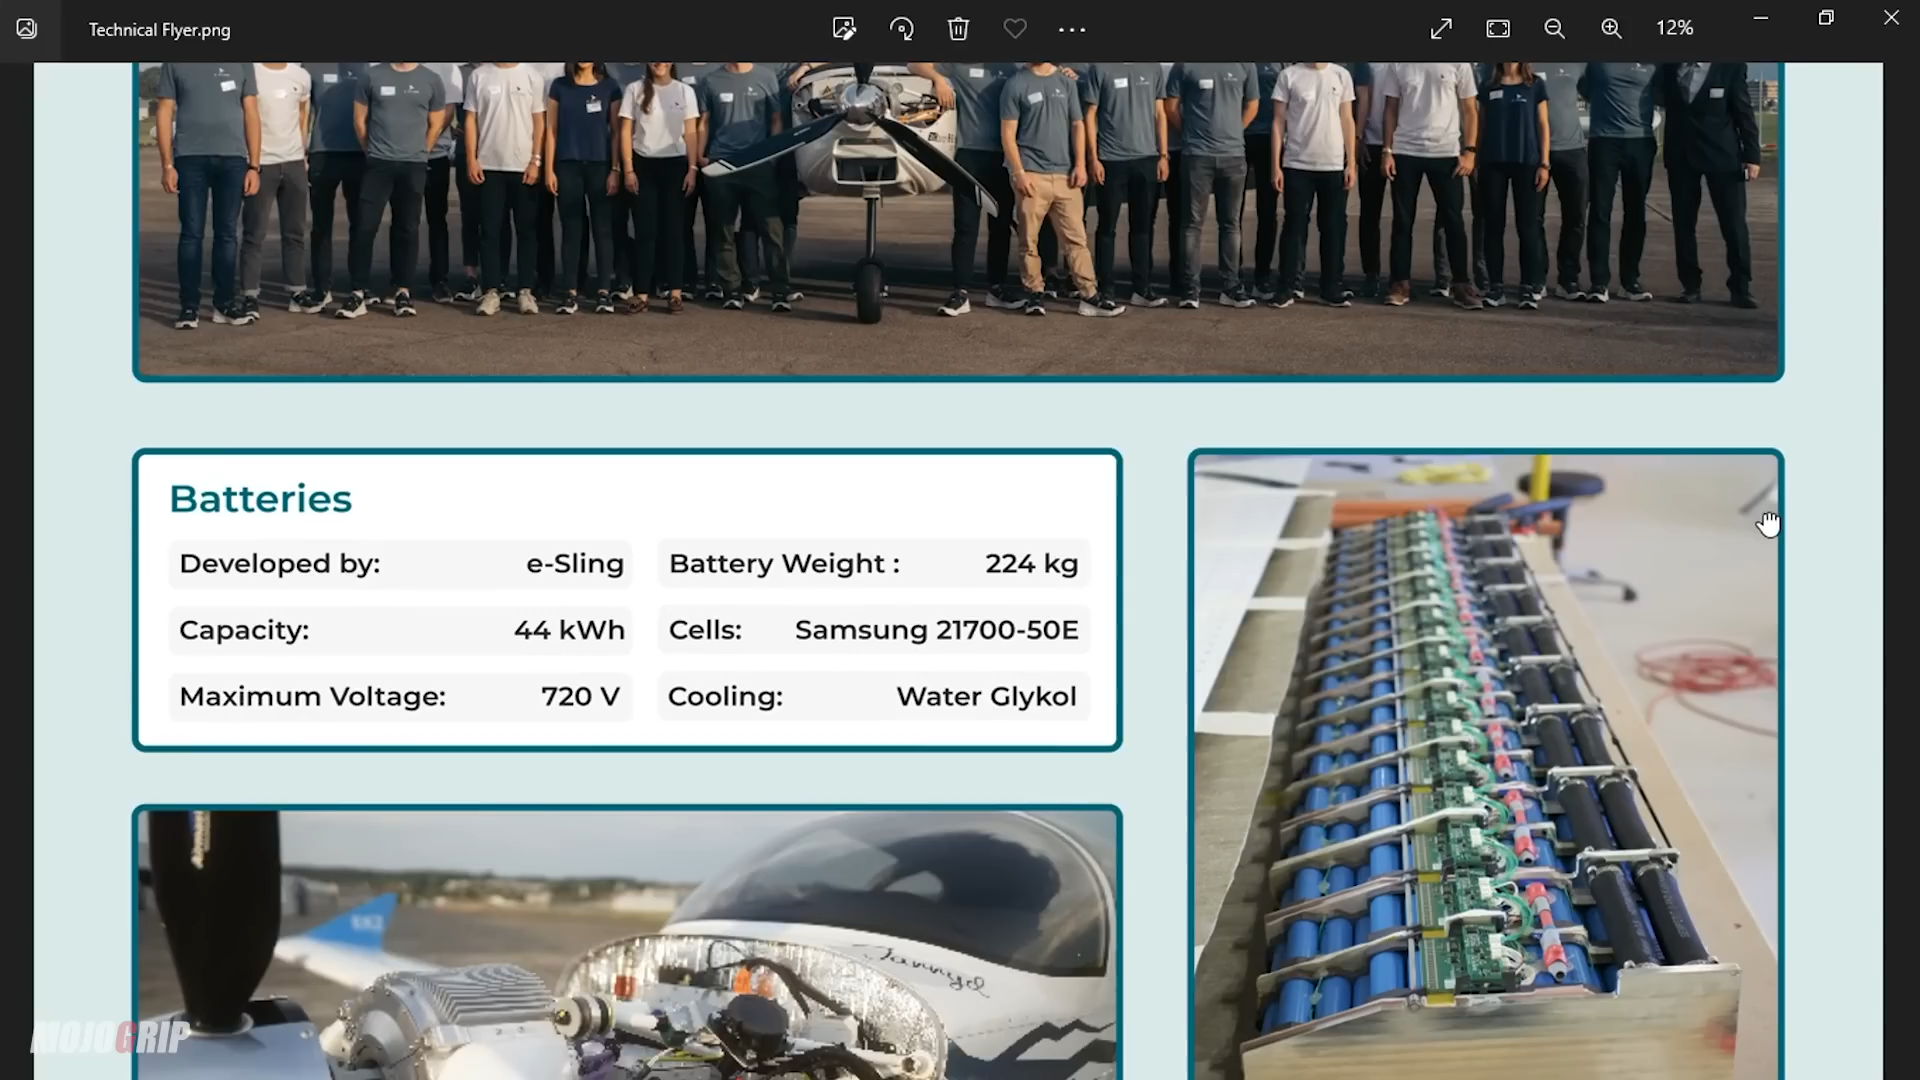 Technical Flyer.png
12%
Batteries
Developed by: e-Sling
Battery Weight : 224 kg
Capacity: 44 kWh
Cells: Samsung 21700-50E
Maximum Voltage: 720 V
Cooling: Water Glykol
MOJOGRIP